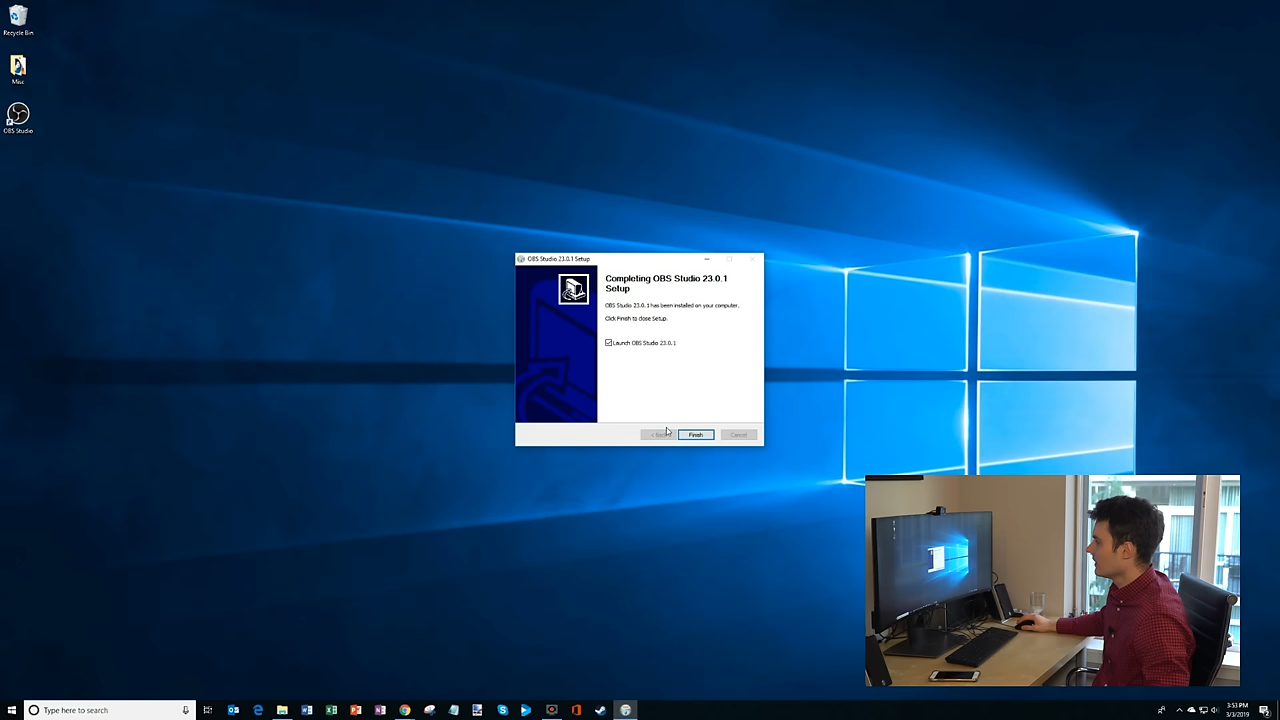 Recycle Bin
Misc
OBS Studio
OBS Studio 23.0.1 Setup
Completing OBS Studio 23.0.1
Setup
OBS Studio 23.0.1 has been installed on your computer.
Click Finish to close Setup.
Launch OBS Studio 23.0.1
Finish
Cancel
Type here to search
3:53 PM
3/3/2019